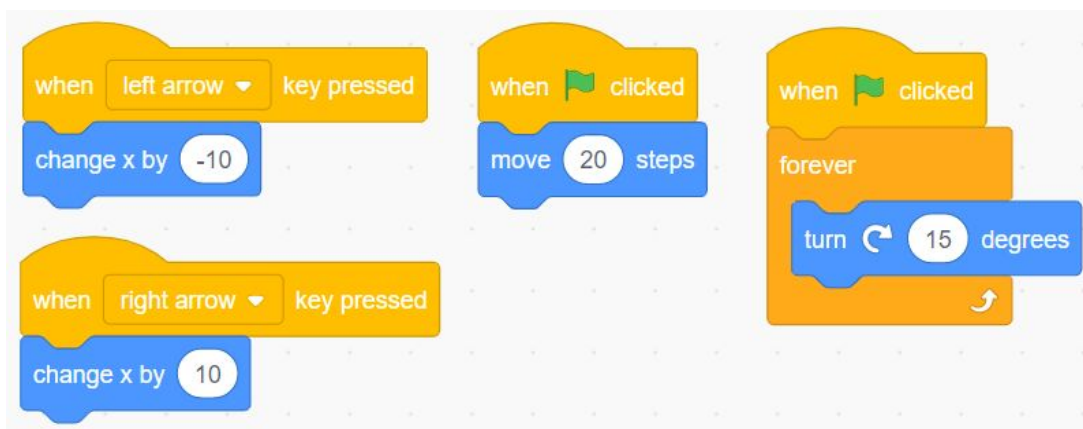 when left arrow key pressed
change x by -10
when right arrow key pressed
change x by 10
when clicked
move 20 steps
when clicked
forever
turn 15 degrees